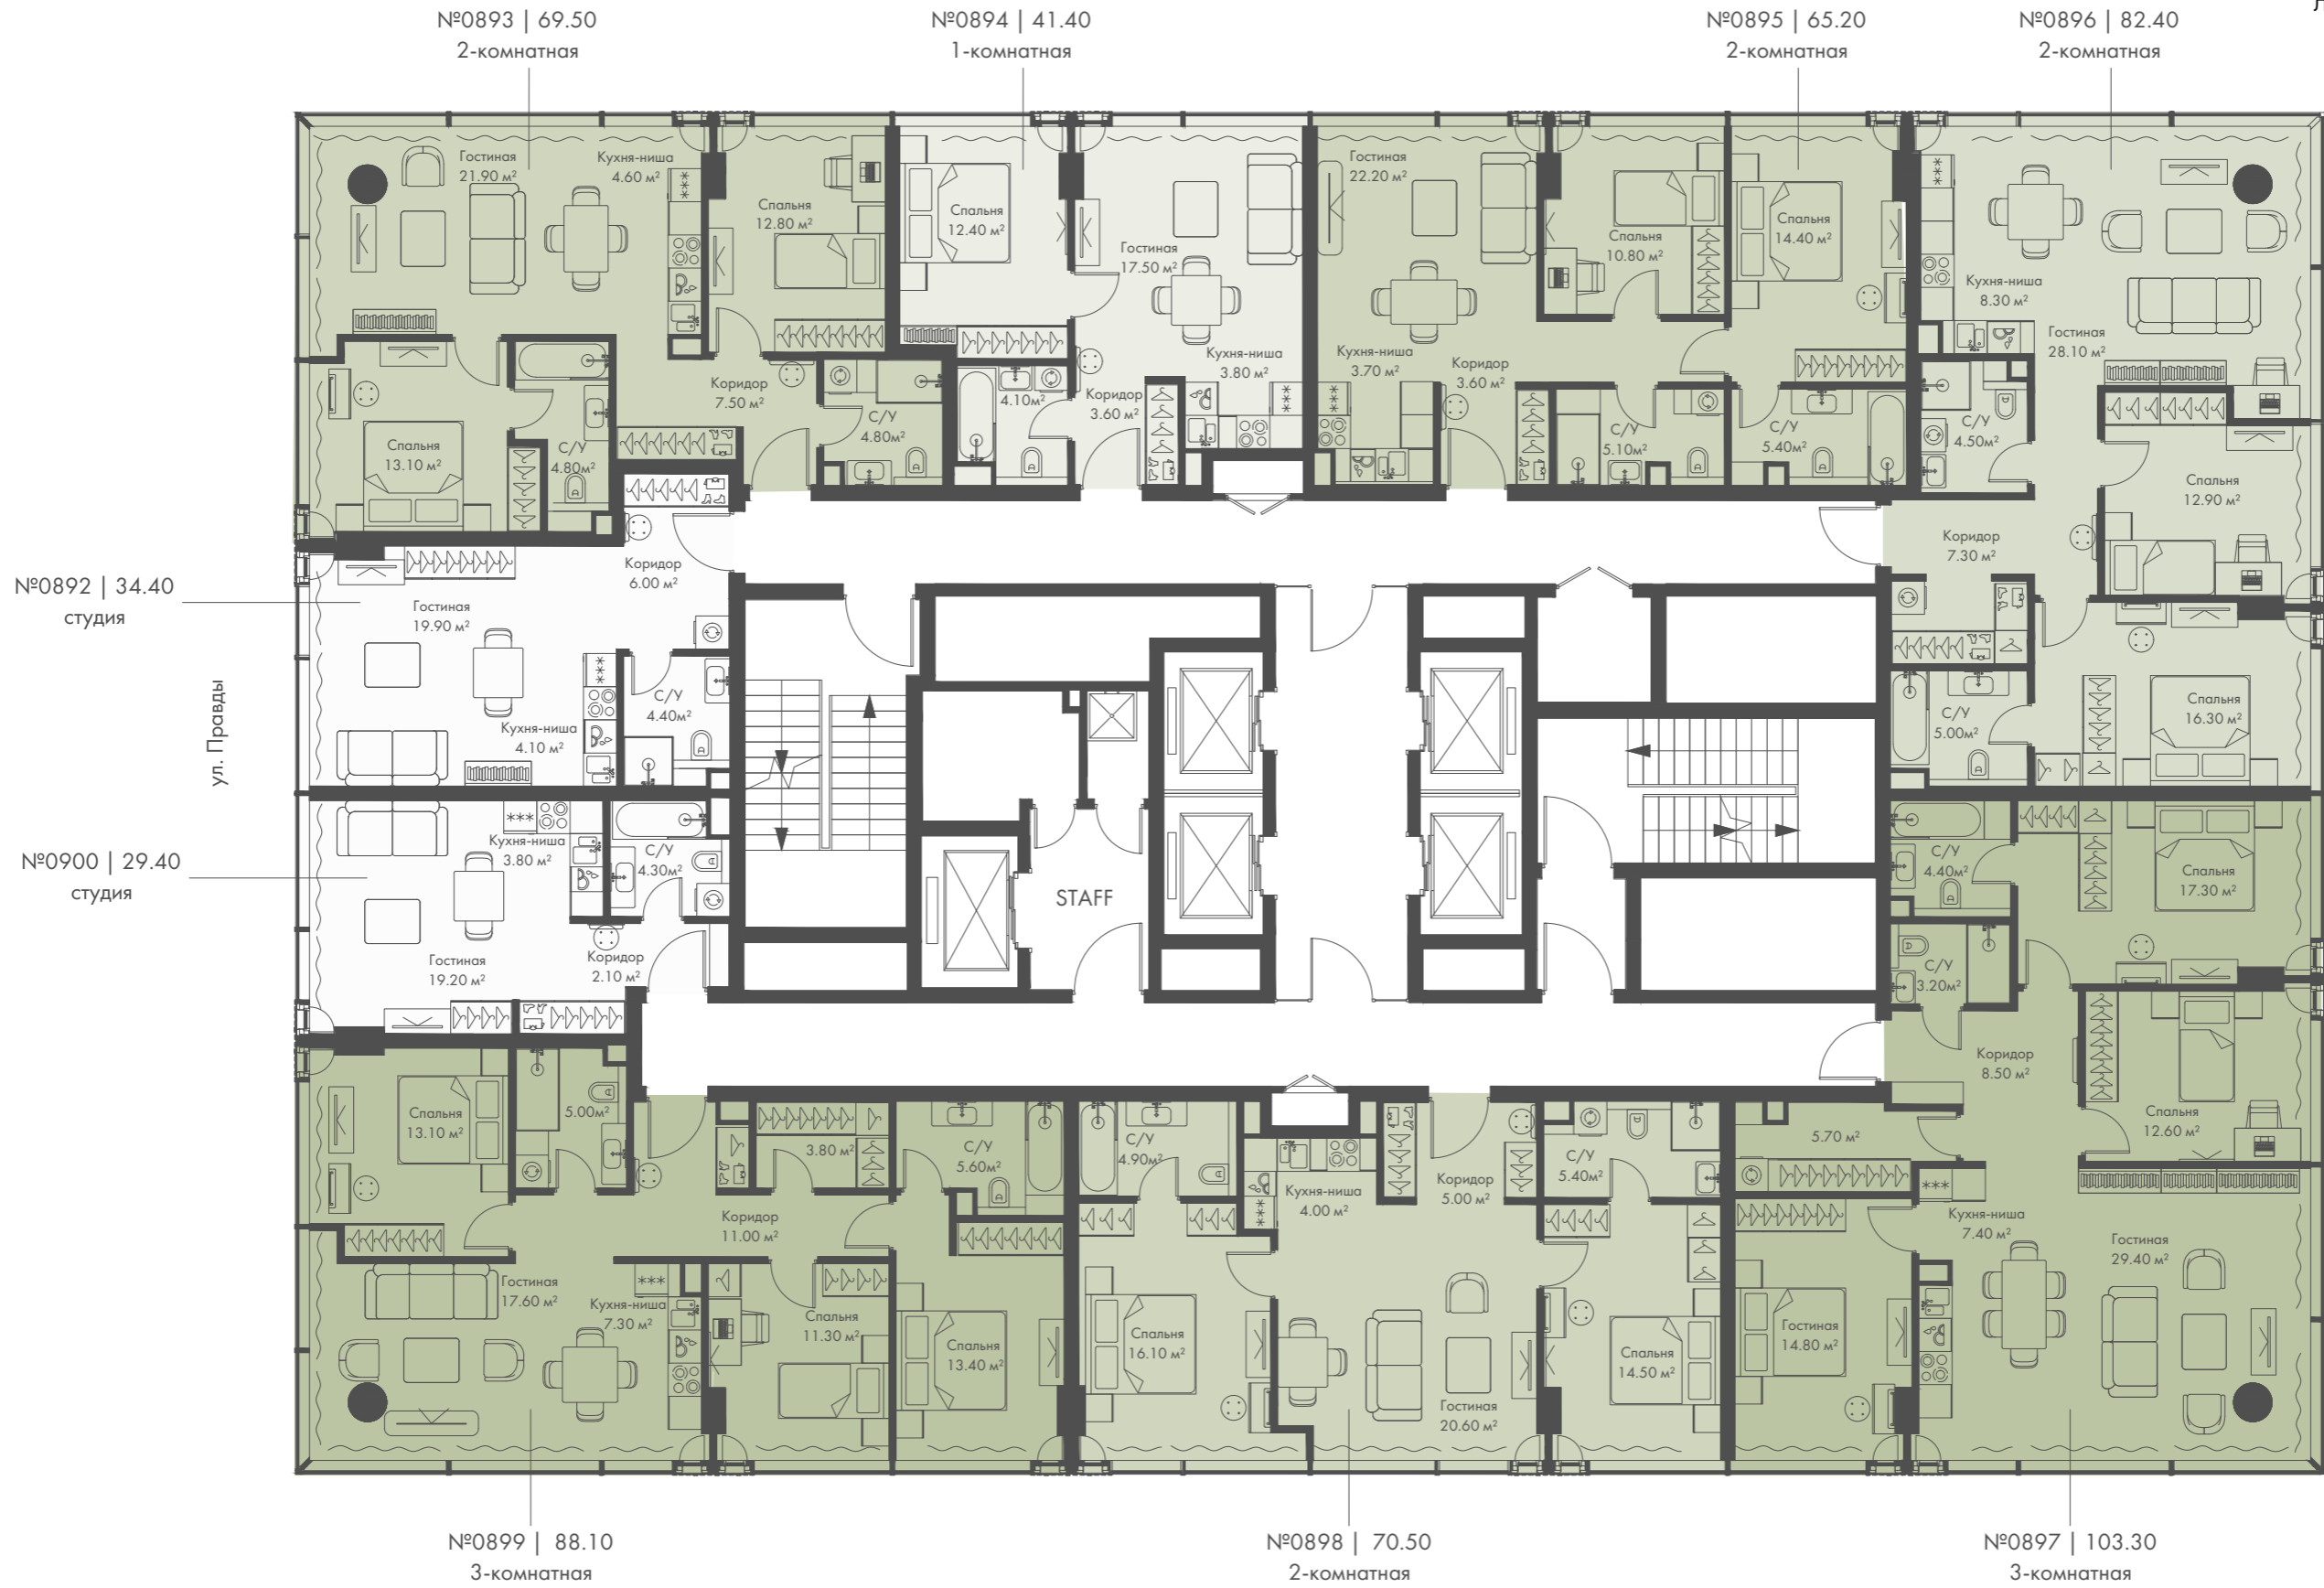 №0893 | 69.50
2-комнатная
№0894 | 41.40
1-комнатная
№0895 | 65.20
2-комнатная
№0896 | 82.40
2-комнатная
Гостиная
21.90 м²
Кухня-ниша
4.60 м²
Спальня
12.80 м²
Спальня
13.10 м²
С/У
4.80м²
Коридор
7.50 м²
С/У
4.80м²
Спальня
12.40 м²
Гостиная
17.50 м²
Кухня-ниша
3.80 м²
4.10м²
Коридор
3.60 м²
Гостиная
22.20 м²
Кухня-ниша
3.70 м²
Коридор
3.60 м²
Спальня
10.80 м²
Спальня
14.40 м²
С/У
5.10м²
С/У
5.40м²
Кухня-ниша
8.30 м²
Гостиная
28.10 м²
С/У
4.50м²
Спальня
12.90 м²
Коридор
7.30 м²
Спальня
16.30 м²
С/У
5.00м²
№0892 | 34.40
студия
Гостиная
19.90 м²
Коридор
6.00 м²
С/У
4.40м²
Кухня-ниша
4.10 м²
ул. Правды
№0900 | 29.40
студия
Кухня-ниша
3.80 м²
С/У
4.30м²
Гостиная
19.20 м²
Коридор
2.10 м²
STAFF
С/У
4.40м²
Спальня
17.30 м²
С/У
3.20м²
Коридор
8.50 м²
Спальня
12.60 м²
5.70 м²
Кухня-ниша
7.40 м²
Гостиная
29.40 м²
Гостиная
14.80 м²
Спальня
13.10 м²
5.00м²
3.80 м²
С/У
5.60м²
Коридор
11.00 м²
Гостиная
17.60 м²
Кухня-ниша
7.30 м²
Спальня
11.30 м²
Спальня
13.40 м²
С/У
4.90м²
Кухня-ниша
4.00 м²
Коридор
5.00 м²
С/У
5.40м²
Спальня
16.10 м²
Гостиная
20.60 м²
Спальня
14.50 м²
№0899 | 88.10
3-комнатная
№0898 | 70.50
2-комнатная
№0897 | 103.30
3-комнатная